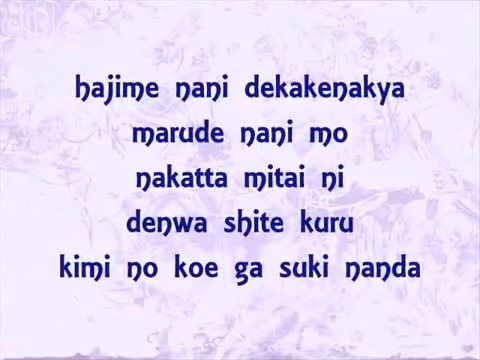 hajime nani dekakenakya
marude nani mo
nakatta mitai ni
denwa shite kuru
kimi no koe ga suki nanda